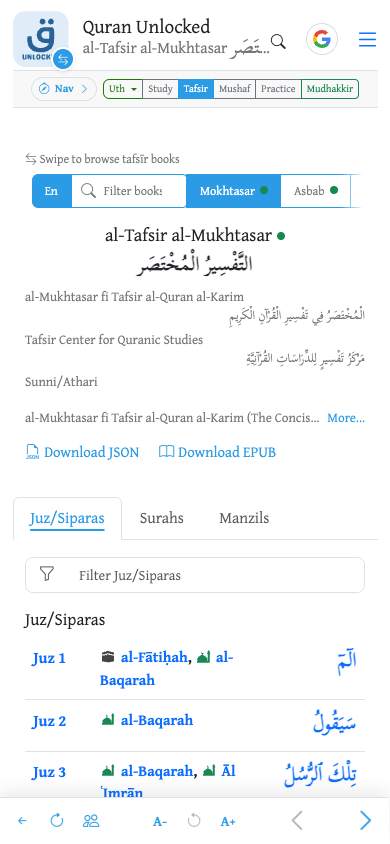 ق
UNLOCK
Quran Unlocked
al-Tafsir al-Mukhtasar ...تَصَر
Nav
Uth
Study
Tafsir
Mushaf
Practice
Mudhakkir
Swipe to browse tafsīr books
En
Filter books
Mokhtasar
Asbab
al-Tafsir al-Mukhtasar
التَّفْسِيرُ الْمُخْتَصَر
al-Mukhtasar fi Tafsir al-Quran al-Karim
الْمُخْتَصَرُ فِي تَفْسِيرِ الْقُرْآنِ الْكَرِيمِ
Tafsir Center for Quranic Studies
مَرْكَزُ تَفْسِيرٍ لِلدِّرَاسَاتِ الْقُرْآنِيَّةِ
Sunni/Athari
al-Mukhtasar fi Tafsir al-Quran al-Karim (The Concis... More...
Download JSON
Download EPUB
Juz/Siparas
Surahs
Manzils
Filter Juz/Siparas
Juz/Siparas
Juz 1
al-Fātiḥah, al-
Baqarah
الٓمٓ
Juz 2
al-Baqarah
سَيَقُولُ
Juz 3
al-Baqarah, Āl
ʿImrān
تِلْكَ ٱلرُّسُلُ
A-
A+